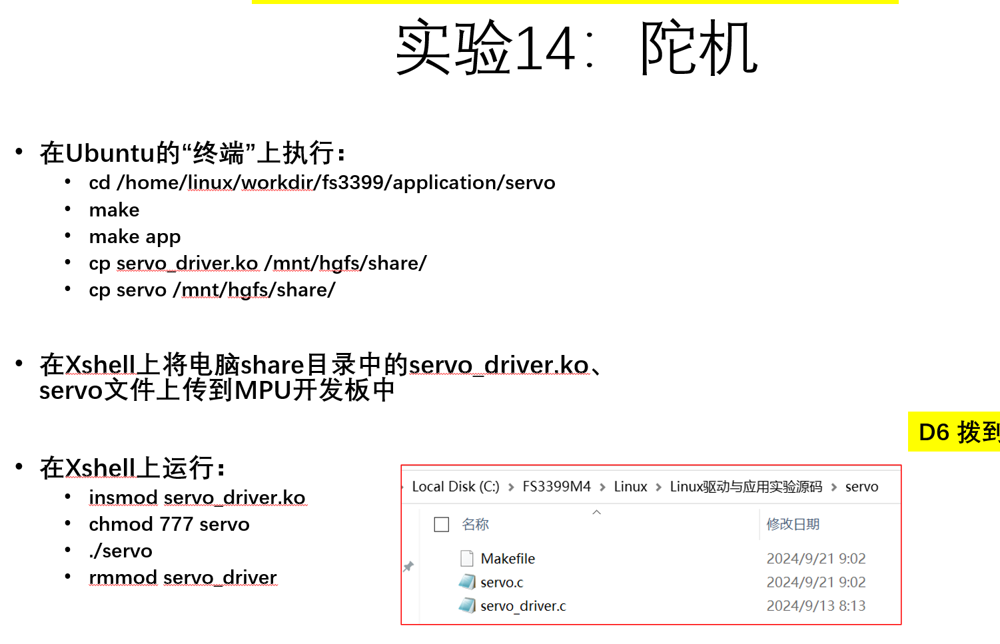 实验14： 陀机
• 在Ubuntu的“终端”上执行：
• cd /home/linux/workdir/fs3399/application/servo
• make
• make app
• cp servo_driver.ko /mnt/hgfs/share/
• cp servo /mnt/hgfs/share/
• 在Xshell上将电脑share目录中的servo_driver.ko、
servo文件上传到MPU开发板中
D6 拨到
• 在Xshell上运行：
• insmod servo_driver.ko
• chmod 777 servo
• ./servo
• rmmod servo_driver
Local Disk (C:) > FS3399M4 > Linux > Linux驱动与应用实验源码 > servo
名称 修改日期
Makefile 2024/9/21 9:02
servo.c 2024/9/21 9:02
servo_driver.c 2024/9/13 8:13